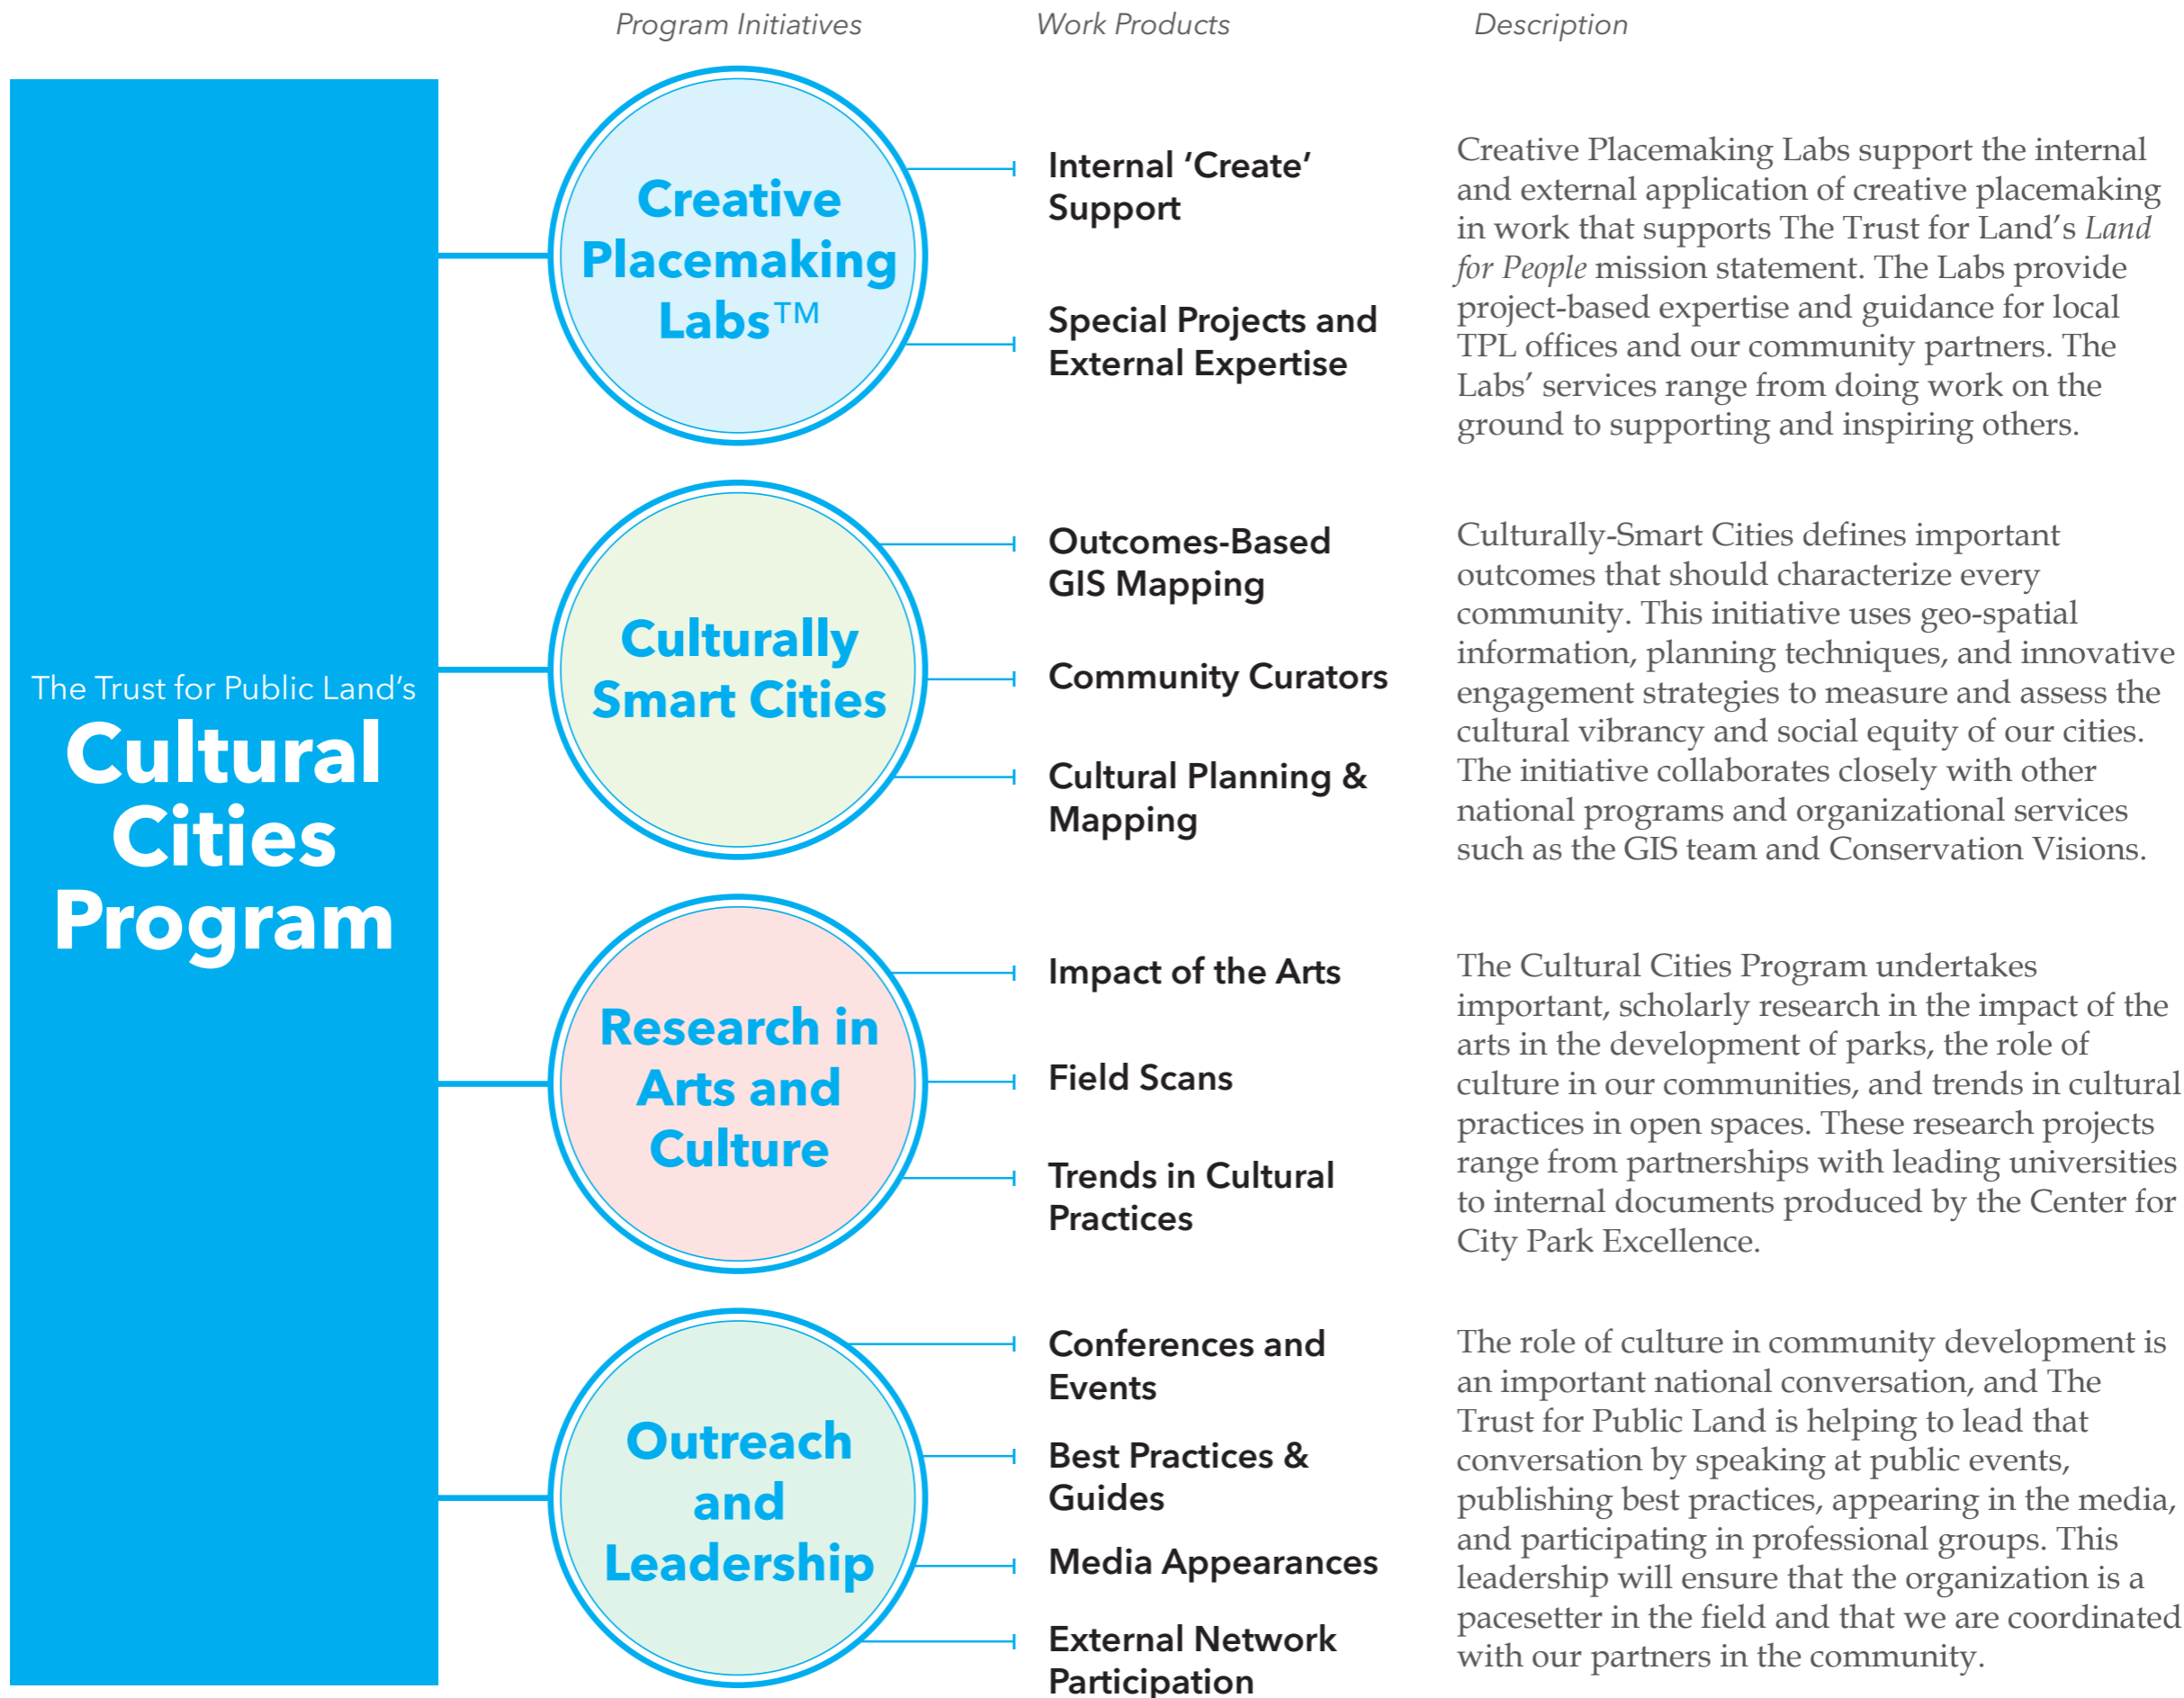 Program Initiatives
Work Products
Description
The Trust for Public Land’s
Cultural
Cities
Program
Creative
Placemaking
Labs™
Internal ‘Create’
Support
Special Projects and
External Expertise
Creative Placemaking Labs support the internal
and external application of creative placemaking
in work that supports The Trust for Land’s Land
for People mission statement. The Labs provide
project-based expertise and guidance for local
TPL offices and our community partners. The
Labs’ services range from doing work on the
ground to supporting and inspiring others.
Culturally
Smart Cities
Outcomes-Based
GIS Mapping
Community Curators
Cultural Planning &
Mapping
Culturally-Smart Cities defines important
outcomes that should characterize every
community. This initiative uses geo-spatial
information, planning techniques, and innovative
engagement strategies to measure and assess the
cultural vibrancy and social equity of our cities.
The initiative collaborates closely with other
national programs and organizational services
such as the GIS team and Conservation Visions.
Research in
Arts and
Culture
Impact of the Arts
Field Scans
Trends in Cultural
Practices
The Cultural Cities Program undertakes
important, scholarly research in the impact of the
arts in the development of parks, the role of
culture in our communities, and trends in cultural
practices in open spaces. These research projects
range from partnerships with leading universities
to internal documents produced by the Center for
City Park Excellence.
Outreach
and
Leadership
Conferences and
Events
Best Practices &
Guides
Media Appearances
External Network
Participation
The role of culture in community development is
an important national conversation, and The
Trust for Public Land is helping to lead that
conversation by speaking at public events,
publishing best practices, appearing in the media,
and participating in professional groups. This
leadership will ensure that the organization is a
pacesetter in the field and that we are coordinated
with our partners in the community.